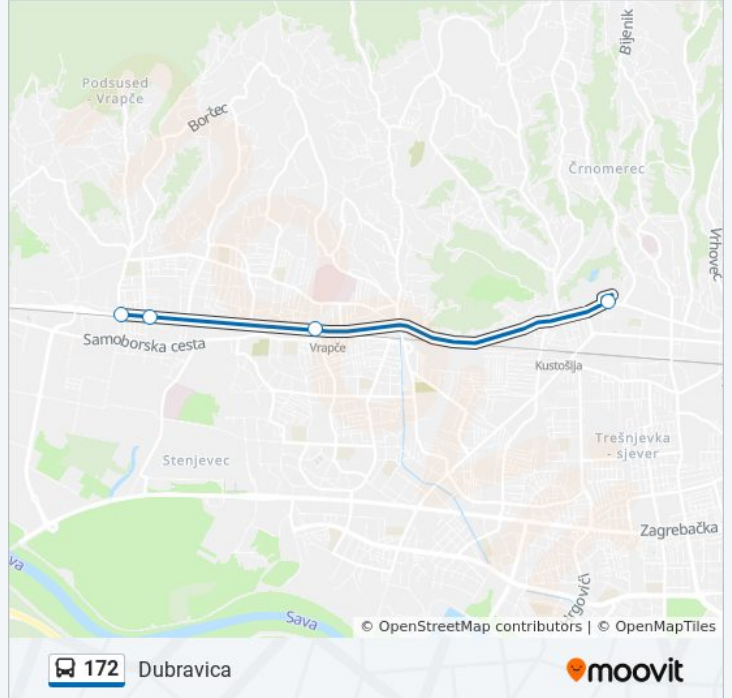 Bijenik
Podsused
- Vrapče
Borčec
Črnomerec
Vrhovec
Samoborska cesta
Vrapče
Kustošija
Trešnjevka
- sjever
Stenjevec
Zagrebačka
Sava
© OpenStreetMap contributors | © OpenMapTiles
172 Dubravica
moovit